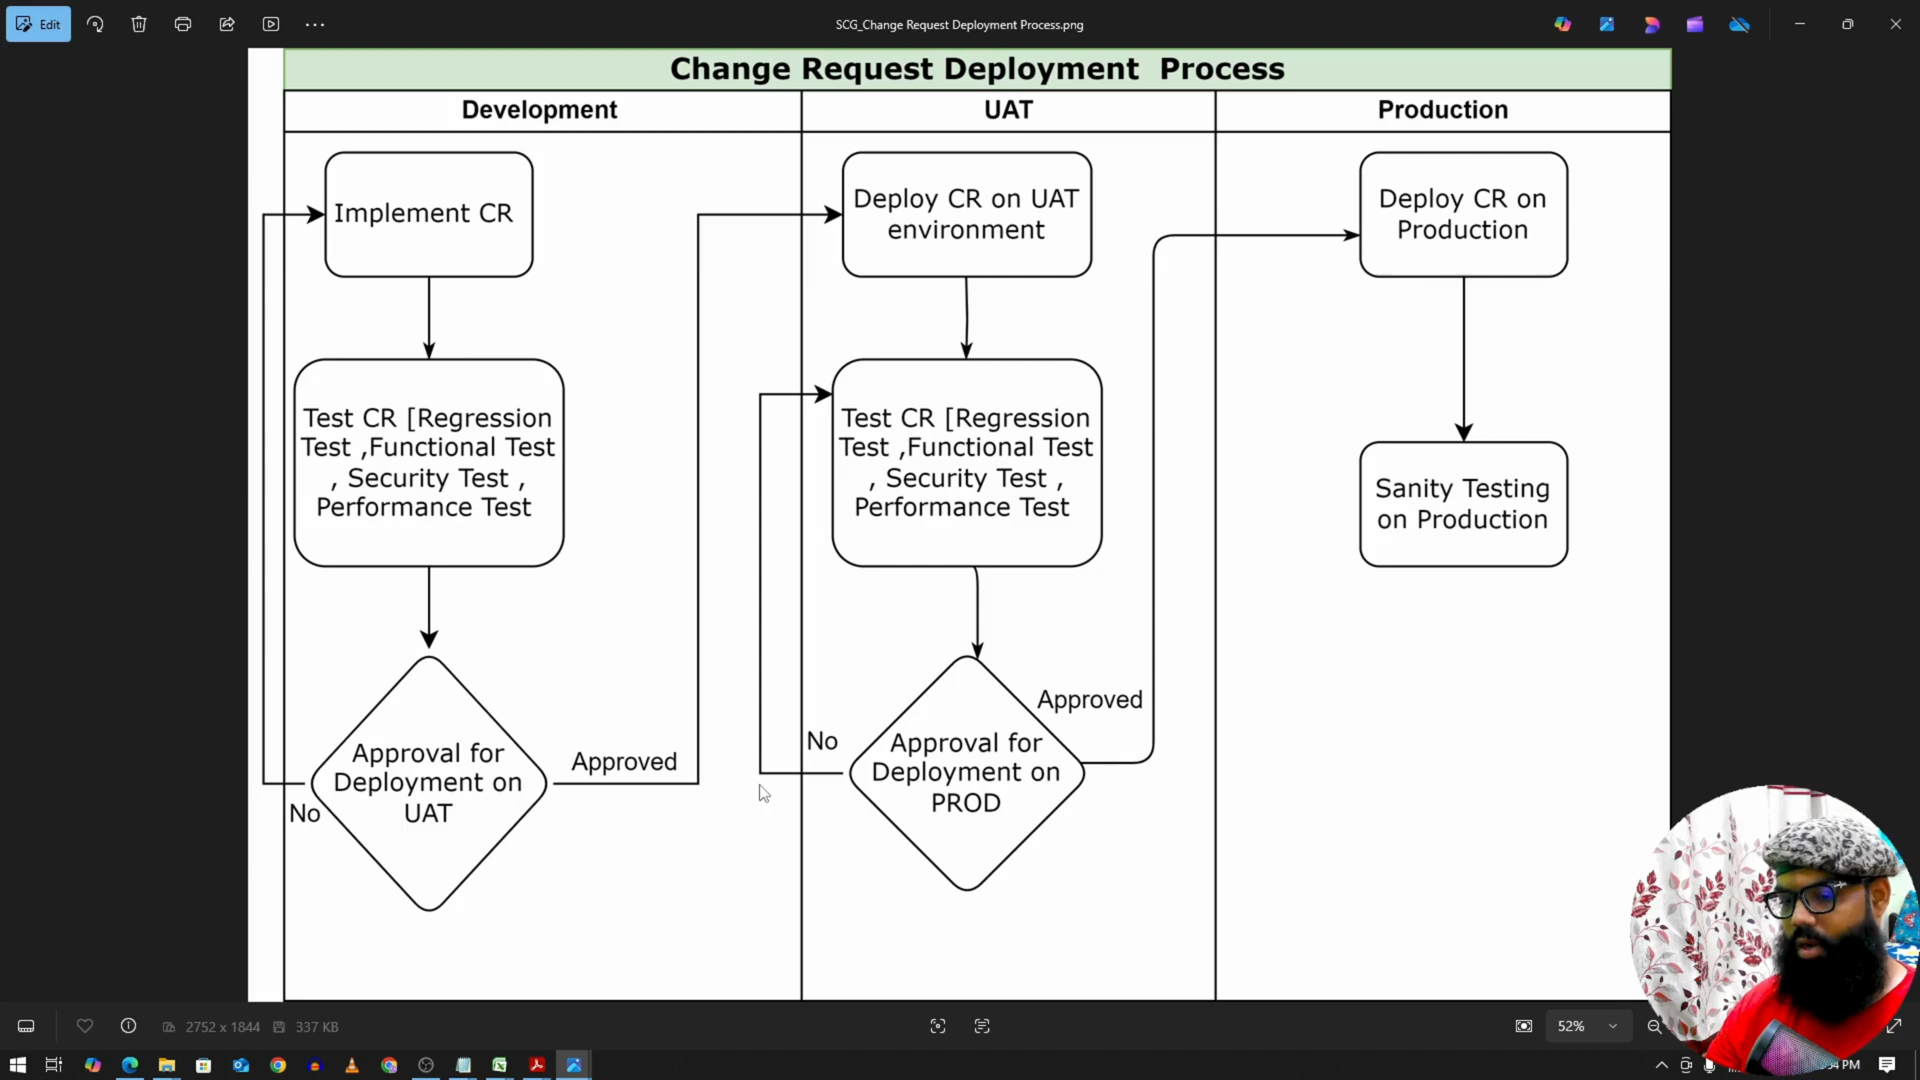 Edit
SCG_Change Request Deployment Process.png
Change Request Deployment Process
Development
UAT
Production
Implement CR
Deploy CR on UAT
environment
Deploy CR on
Production
Test CR [Regression
Test ,Functional Test
, Security Test ,
Performance Test
Test CR [Regression
Test ,Functional Test
, Security Test ,
Performance Test
Sanity Testing
on Production
Approval for
Deployment on
UAT
No
Approved
Approval for
Deployment on
PROD
No
Approved
2752 x 1844
337 KB
52%
PM